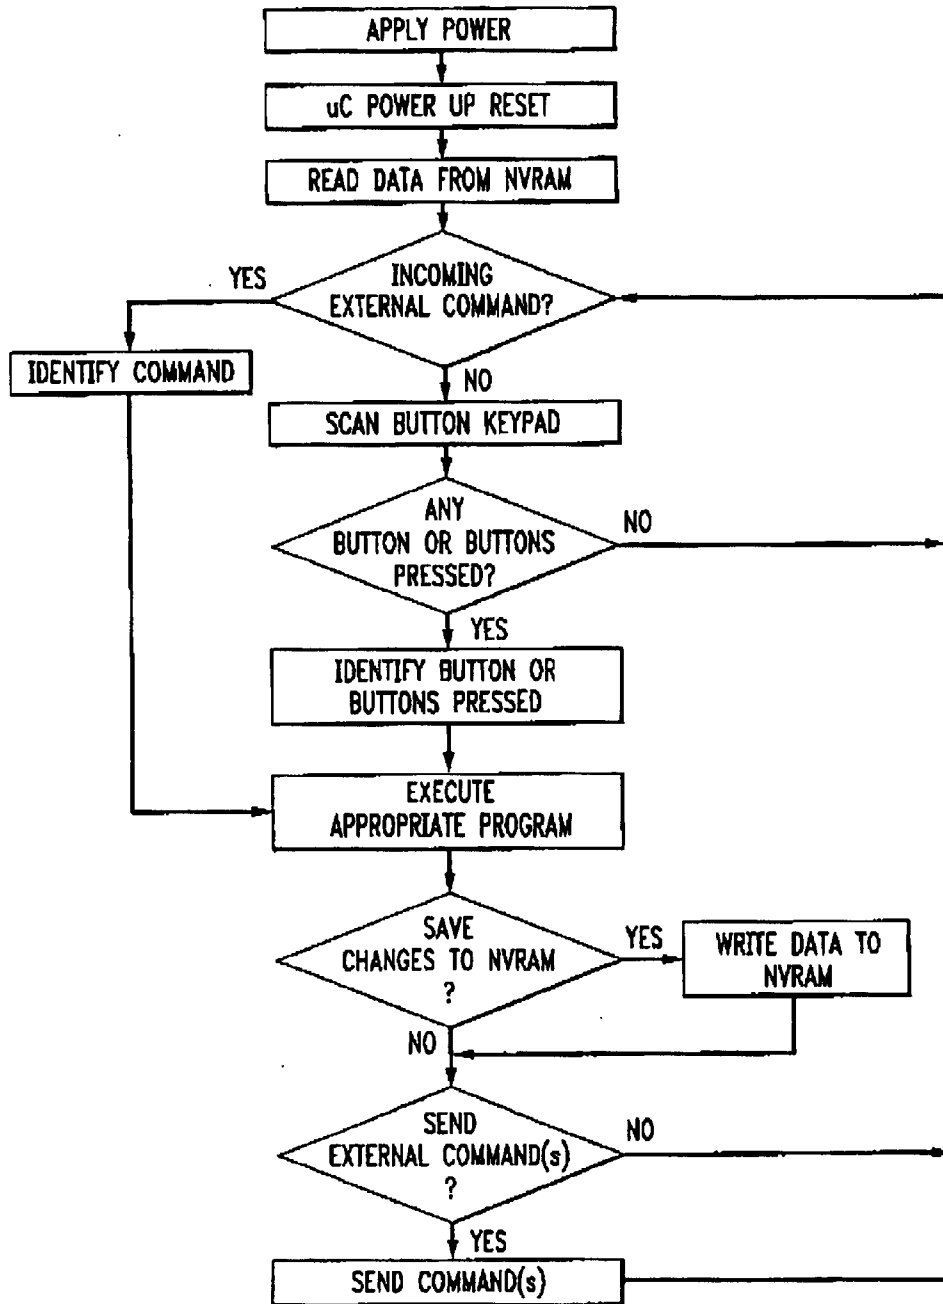 APPLY POWER
uC POWER UP RESET
READ DATA FROM NVRAM
INCOMING
EXTERNAL COMMAND?
YES
IDENTIFY COMMAND
NO
SCAN BUTTON KEYPAD
ANY
BUTTON OR BUTTONS
PRESSED?
NO
YES
IDENTIFY BUTTON OR
BUTTONS PRESSED
EXECUTE
APPROPRIATE PROGRAM
SAVE
CHANGES TO NVRAM
?
YES
WRITE DATA TO
NVRAM
NO
SEND
EXTERNAL COMMAND(s)
?
NO
YES
SEND COMMAND(s)